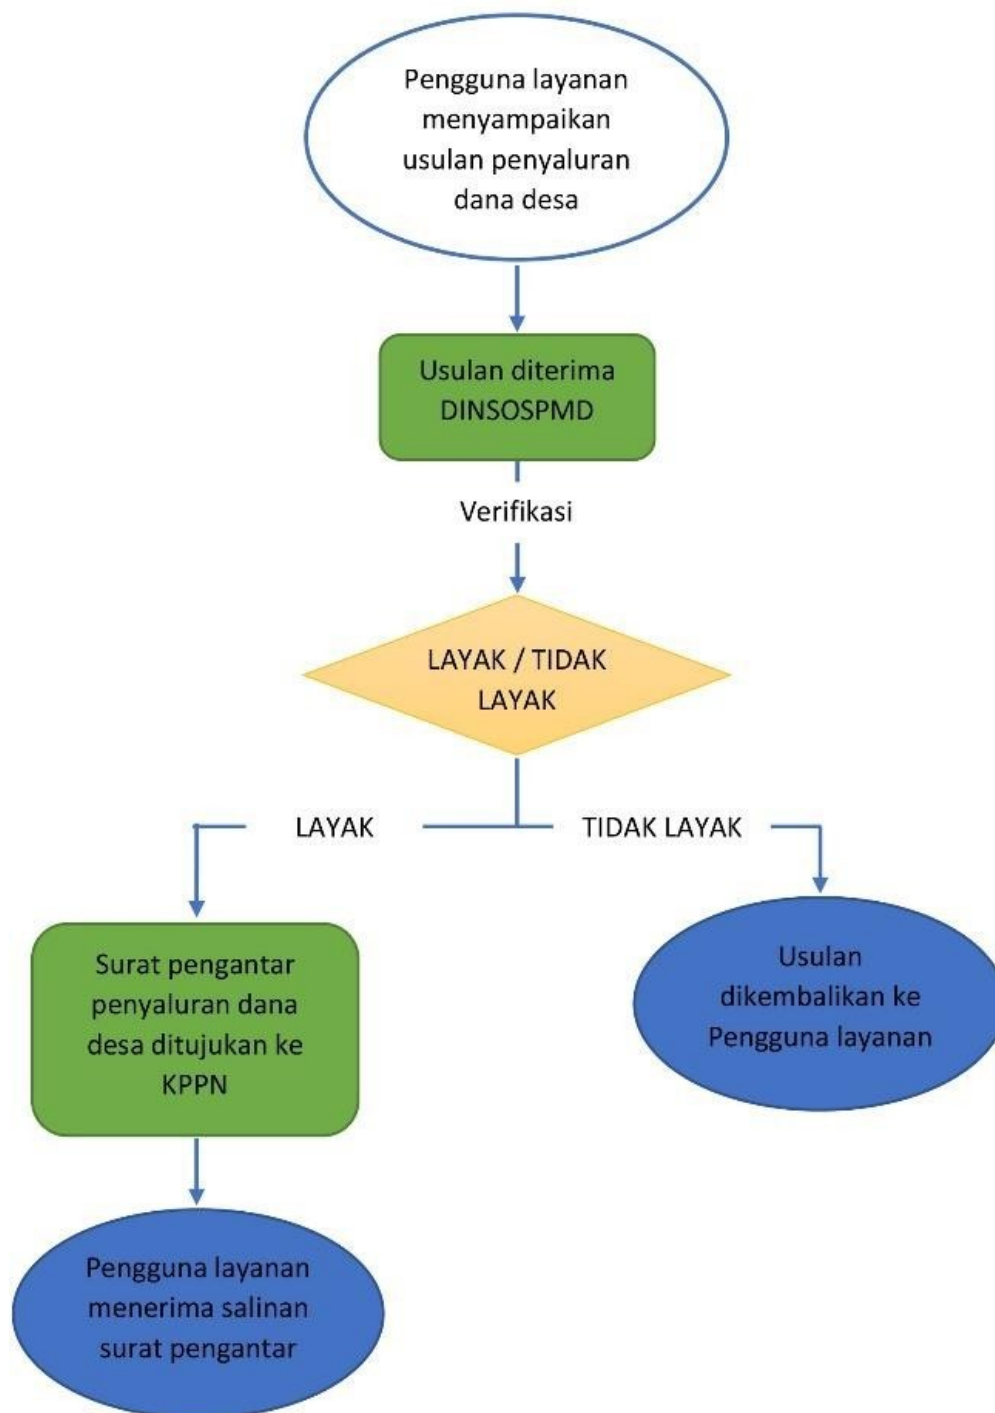 Pengguna layanan
menyampaikan
usulan penyaluran
dana desa
Usulan diterima
DINSOSPMD
Verifikasi
LAYAK / TIDAK
LAYAK
LAYAK
TIDAK LAYAK
Surat pengantar
penyaluran dana
desa ditujukan ke
KPPN
Usulan
dikembalikan ke
Pengguna layanan
Pengguna layanan
menerima salinan
surat pengantar